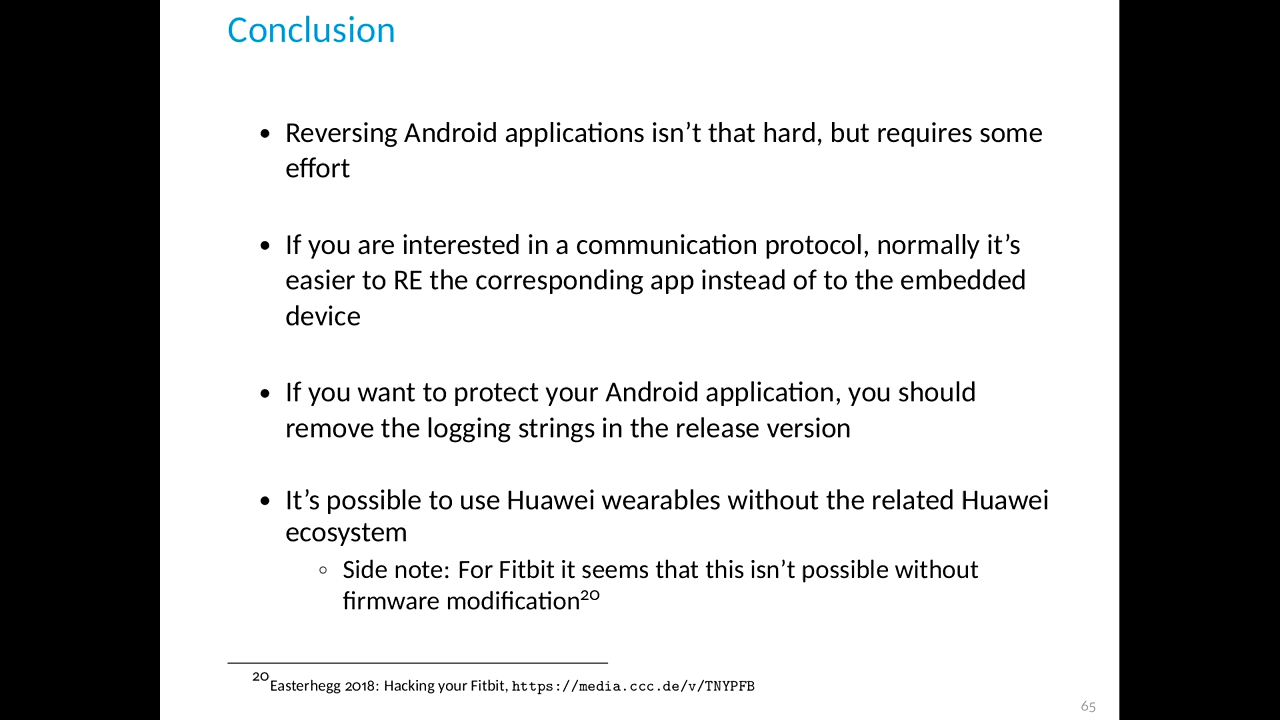 Conclusion
• Reversing Android applications isn’t that hard, but requires some
effort
• If you are interested in a communication protocol, normally it’s
easier to RE the corresponding app instead of to the embedded
device
• If you want to protect your Android application, you should
remove the logging strings in the release version
• It’s possible to use Huawei wearables without the related Huawei
ecosystem
◦ Side note: For Fitbit it seems that this isn’t possible without
firmware modification²⁰
²⁰Easterhegg 2018: Hacking your Fitbit, https://media.ccc.de/v/TNYPFB
65